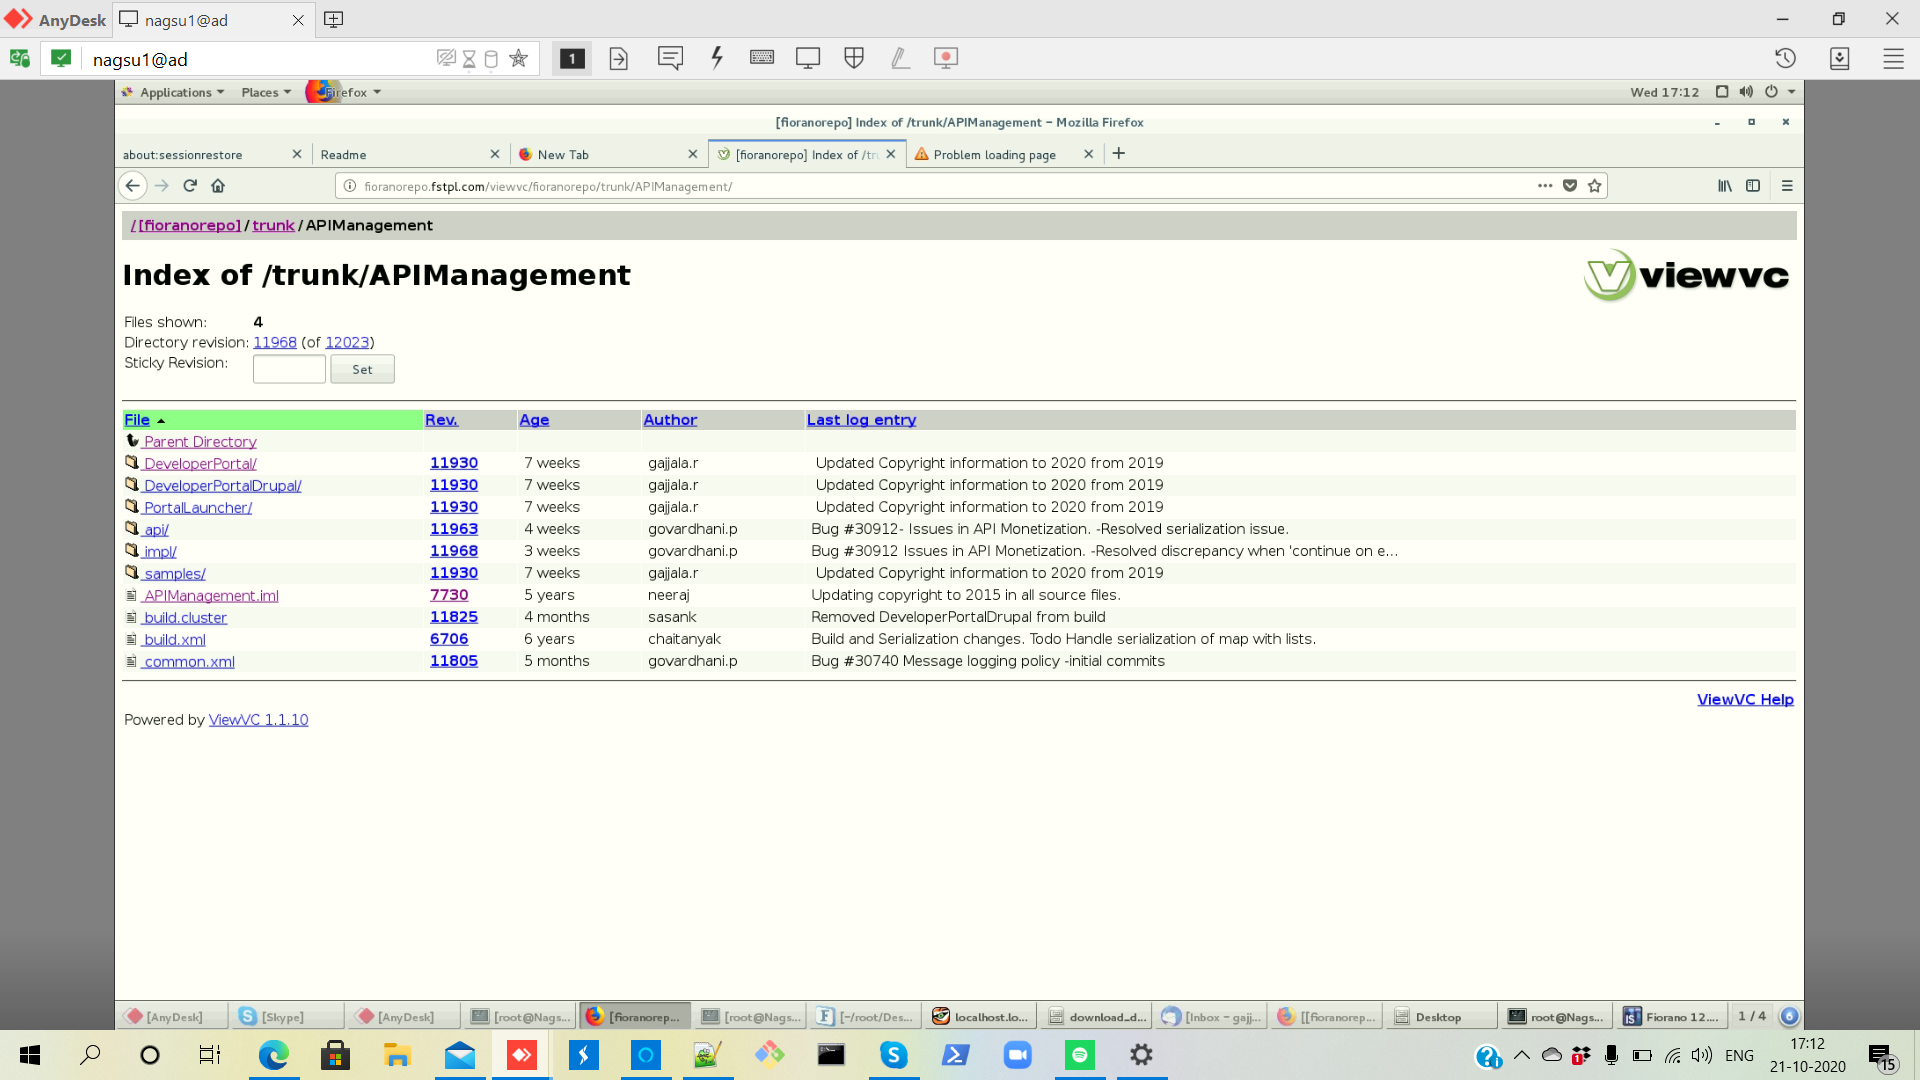 AnyDesk nagsu1@ad
nagsu1@ad 1
Applications Places Firefox Wed 17:12
[fioranorepo] Index of /trunk/APIManagement - Mozilla Firefox
about:sessionrestore Readme New Tab [fioranorepo] Index of /tru Problem loading page
fioranorepo.fstpl.com/viewvc/fioranorepo/trunk/APIManagement/
/[fioranorepo] / trunk / APIManagement
Index of /trunk/APIManagement
viewvc
Files shown: 4
Directory revision: 11968 (of 12023)
Sticky Revision: Set
File Rev. Age Author Last log entry
Parent Directory
DeveloperPortal/ 11930 7 weeks gajjala.r Updated Copyright information to 2020 from 2019
DeveloperPortalDrupal/ 11930 7 weeks gajjala.r Updated Copyright information to 2020 from 2019
PortalLauncher/ 11930 7 weeks gajjala.r Updated Copyright information to 2020 from 2019
api/ 11963 4 weeks govardhani.p Bug #30912- Issues in API Monetization. -Resolved serialization issue.
impl/ 11968 3 weeks govardhani.p Bug #30912 Issues in API Monetization. -Resolved discrepancy when 'continue on e...
samples/ 11930 7 weeks gajjala.r Updated Copyright information to 2020 from 2019
APIManagement.iml 7730 5 years neeraj Updating copyright to 2015 in all source files.
build.cluster 11825 4 months sasank Removed DeveloperPortalDrupal from build
build.xml 6706 6 years chaitanyak Build and Serialization changes. Todo Handle serialization of map with lists.
common.xml 11805 5 months govardhani.p Bug #30740 Message logging policy -initial commits
ViewVC Help
Powered by ViewVC 1.1.10
[AnyDesk] [Skype] [AnyDesk] [root@Nags... [fioranorep... [root@Nags... [~/root/Des... localhost.lo... download_d... [Inbox - gajj... [[fioranorep... Desktop root@Nags... Fiorano 12.... 1 / 4
ENG 17:12
21-10-2020 15